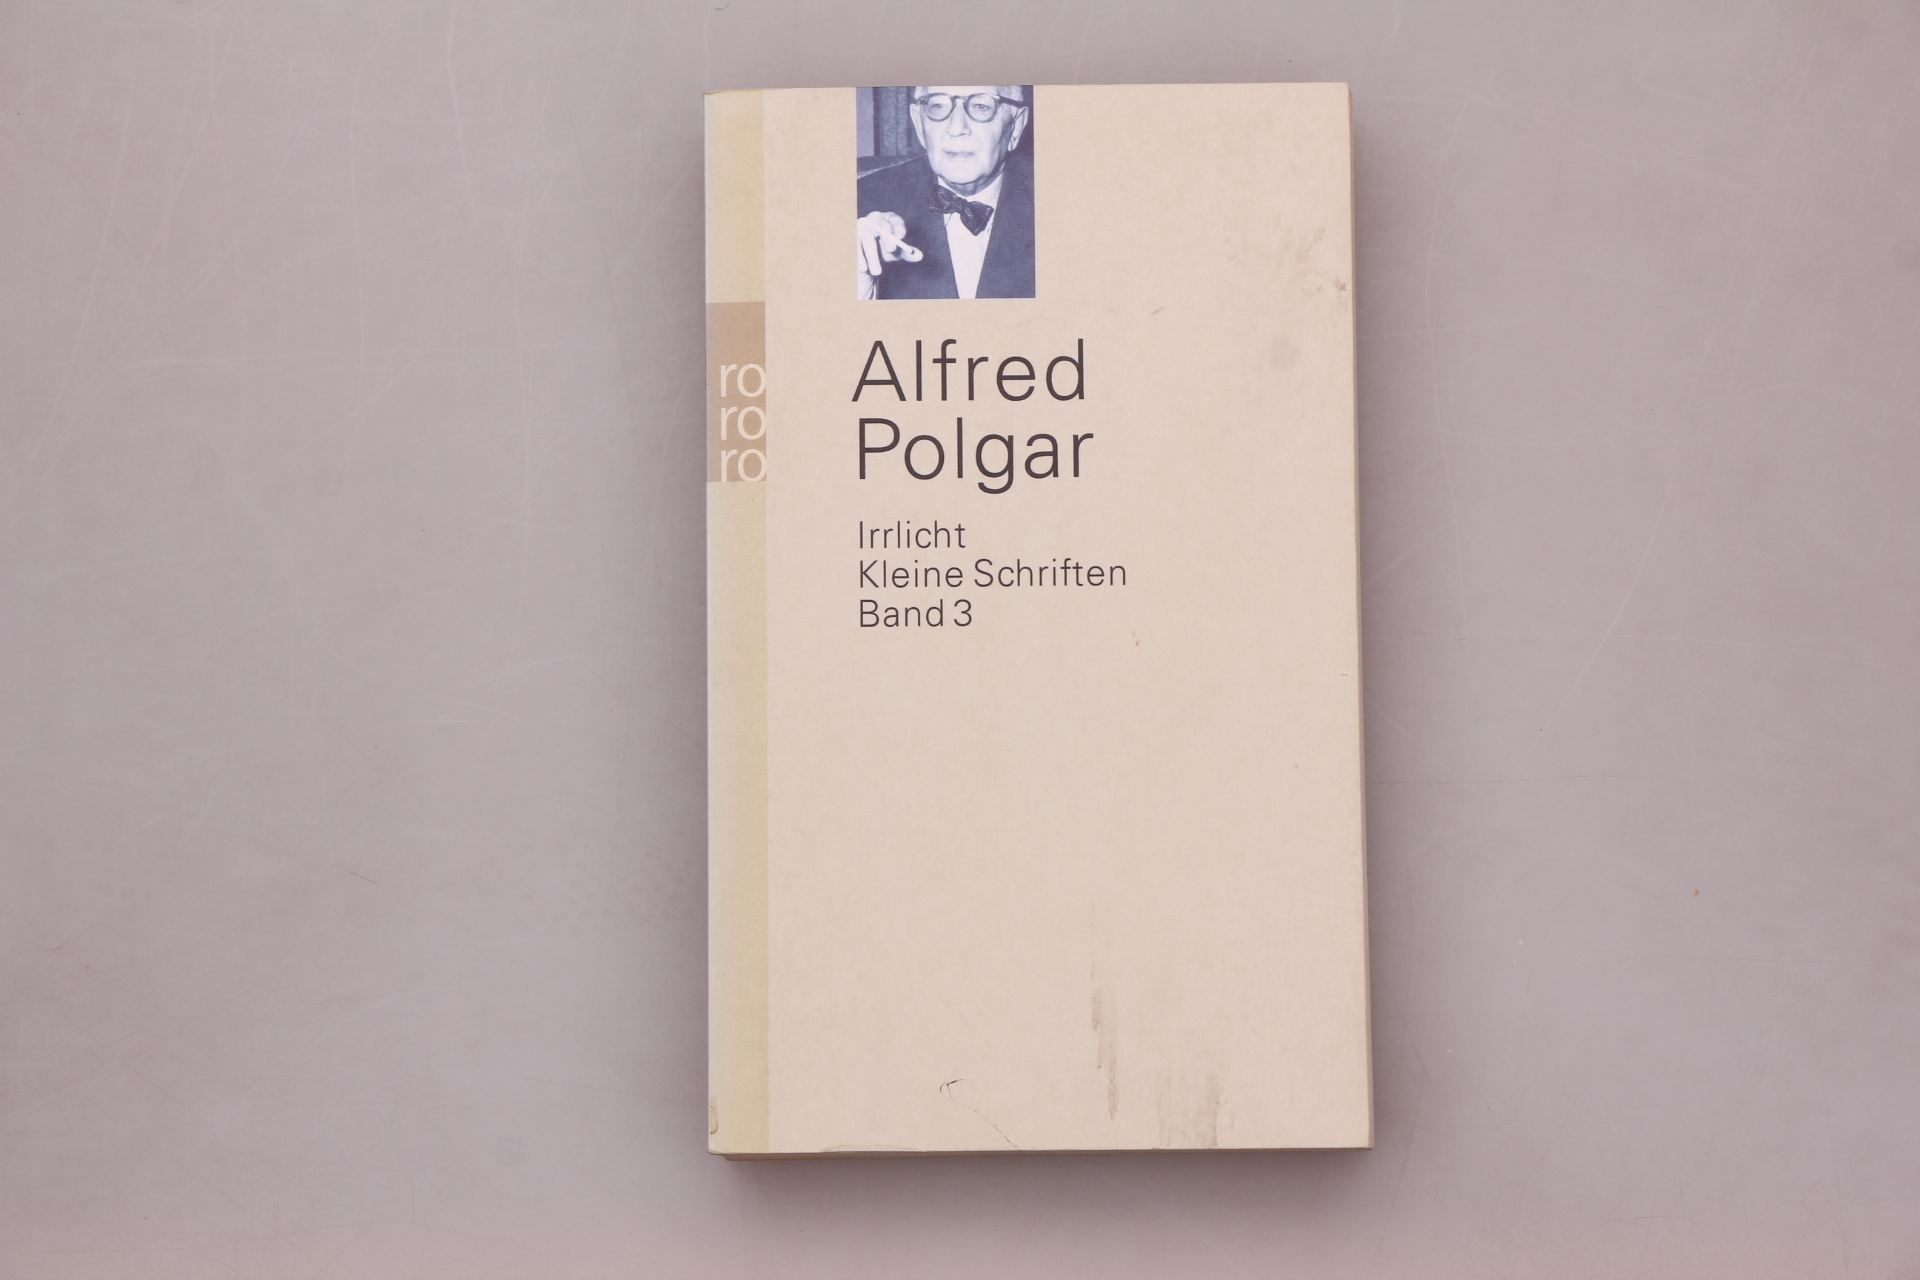 ro
ro
ro
Alfred
Polgar
Irrlicht
Kleine Schriften
Band 3